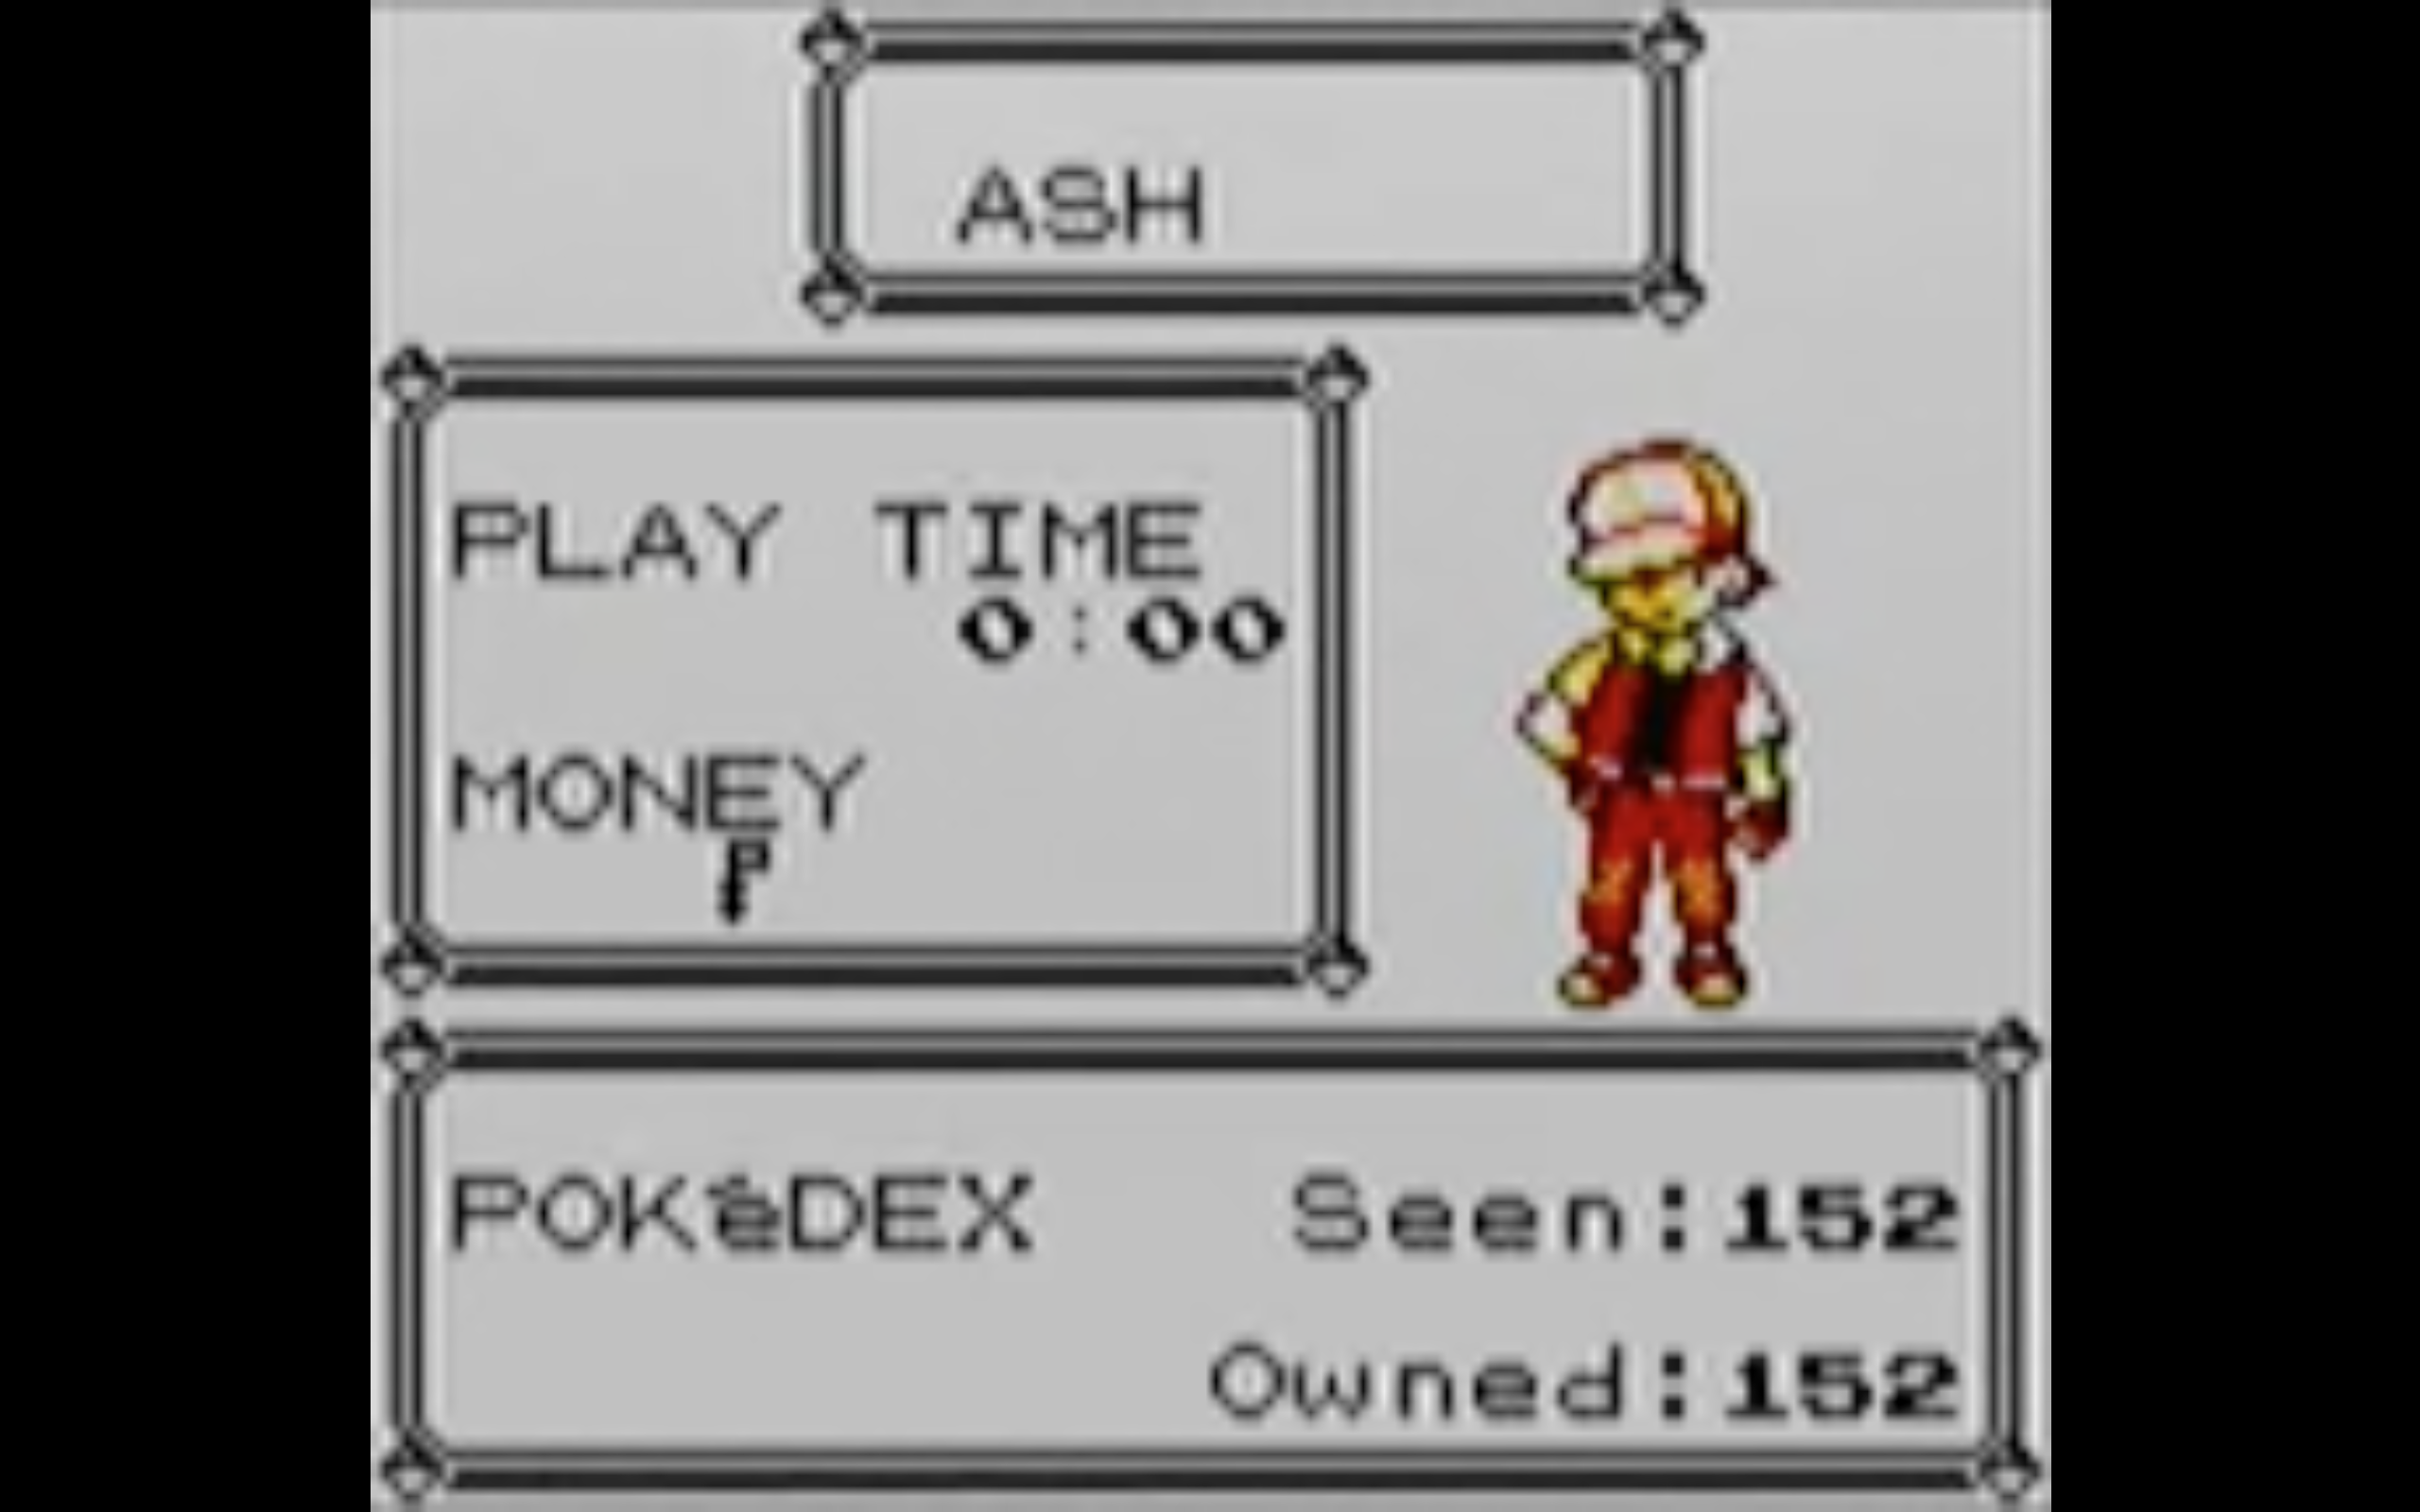 ASH
PLAY TIME
0:00
MONEY
POKéDEX Seen:152
Owned:152